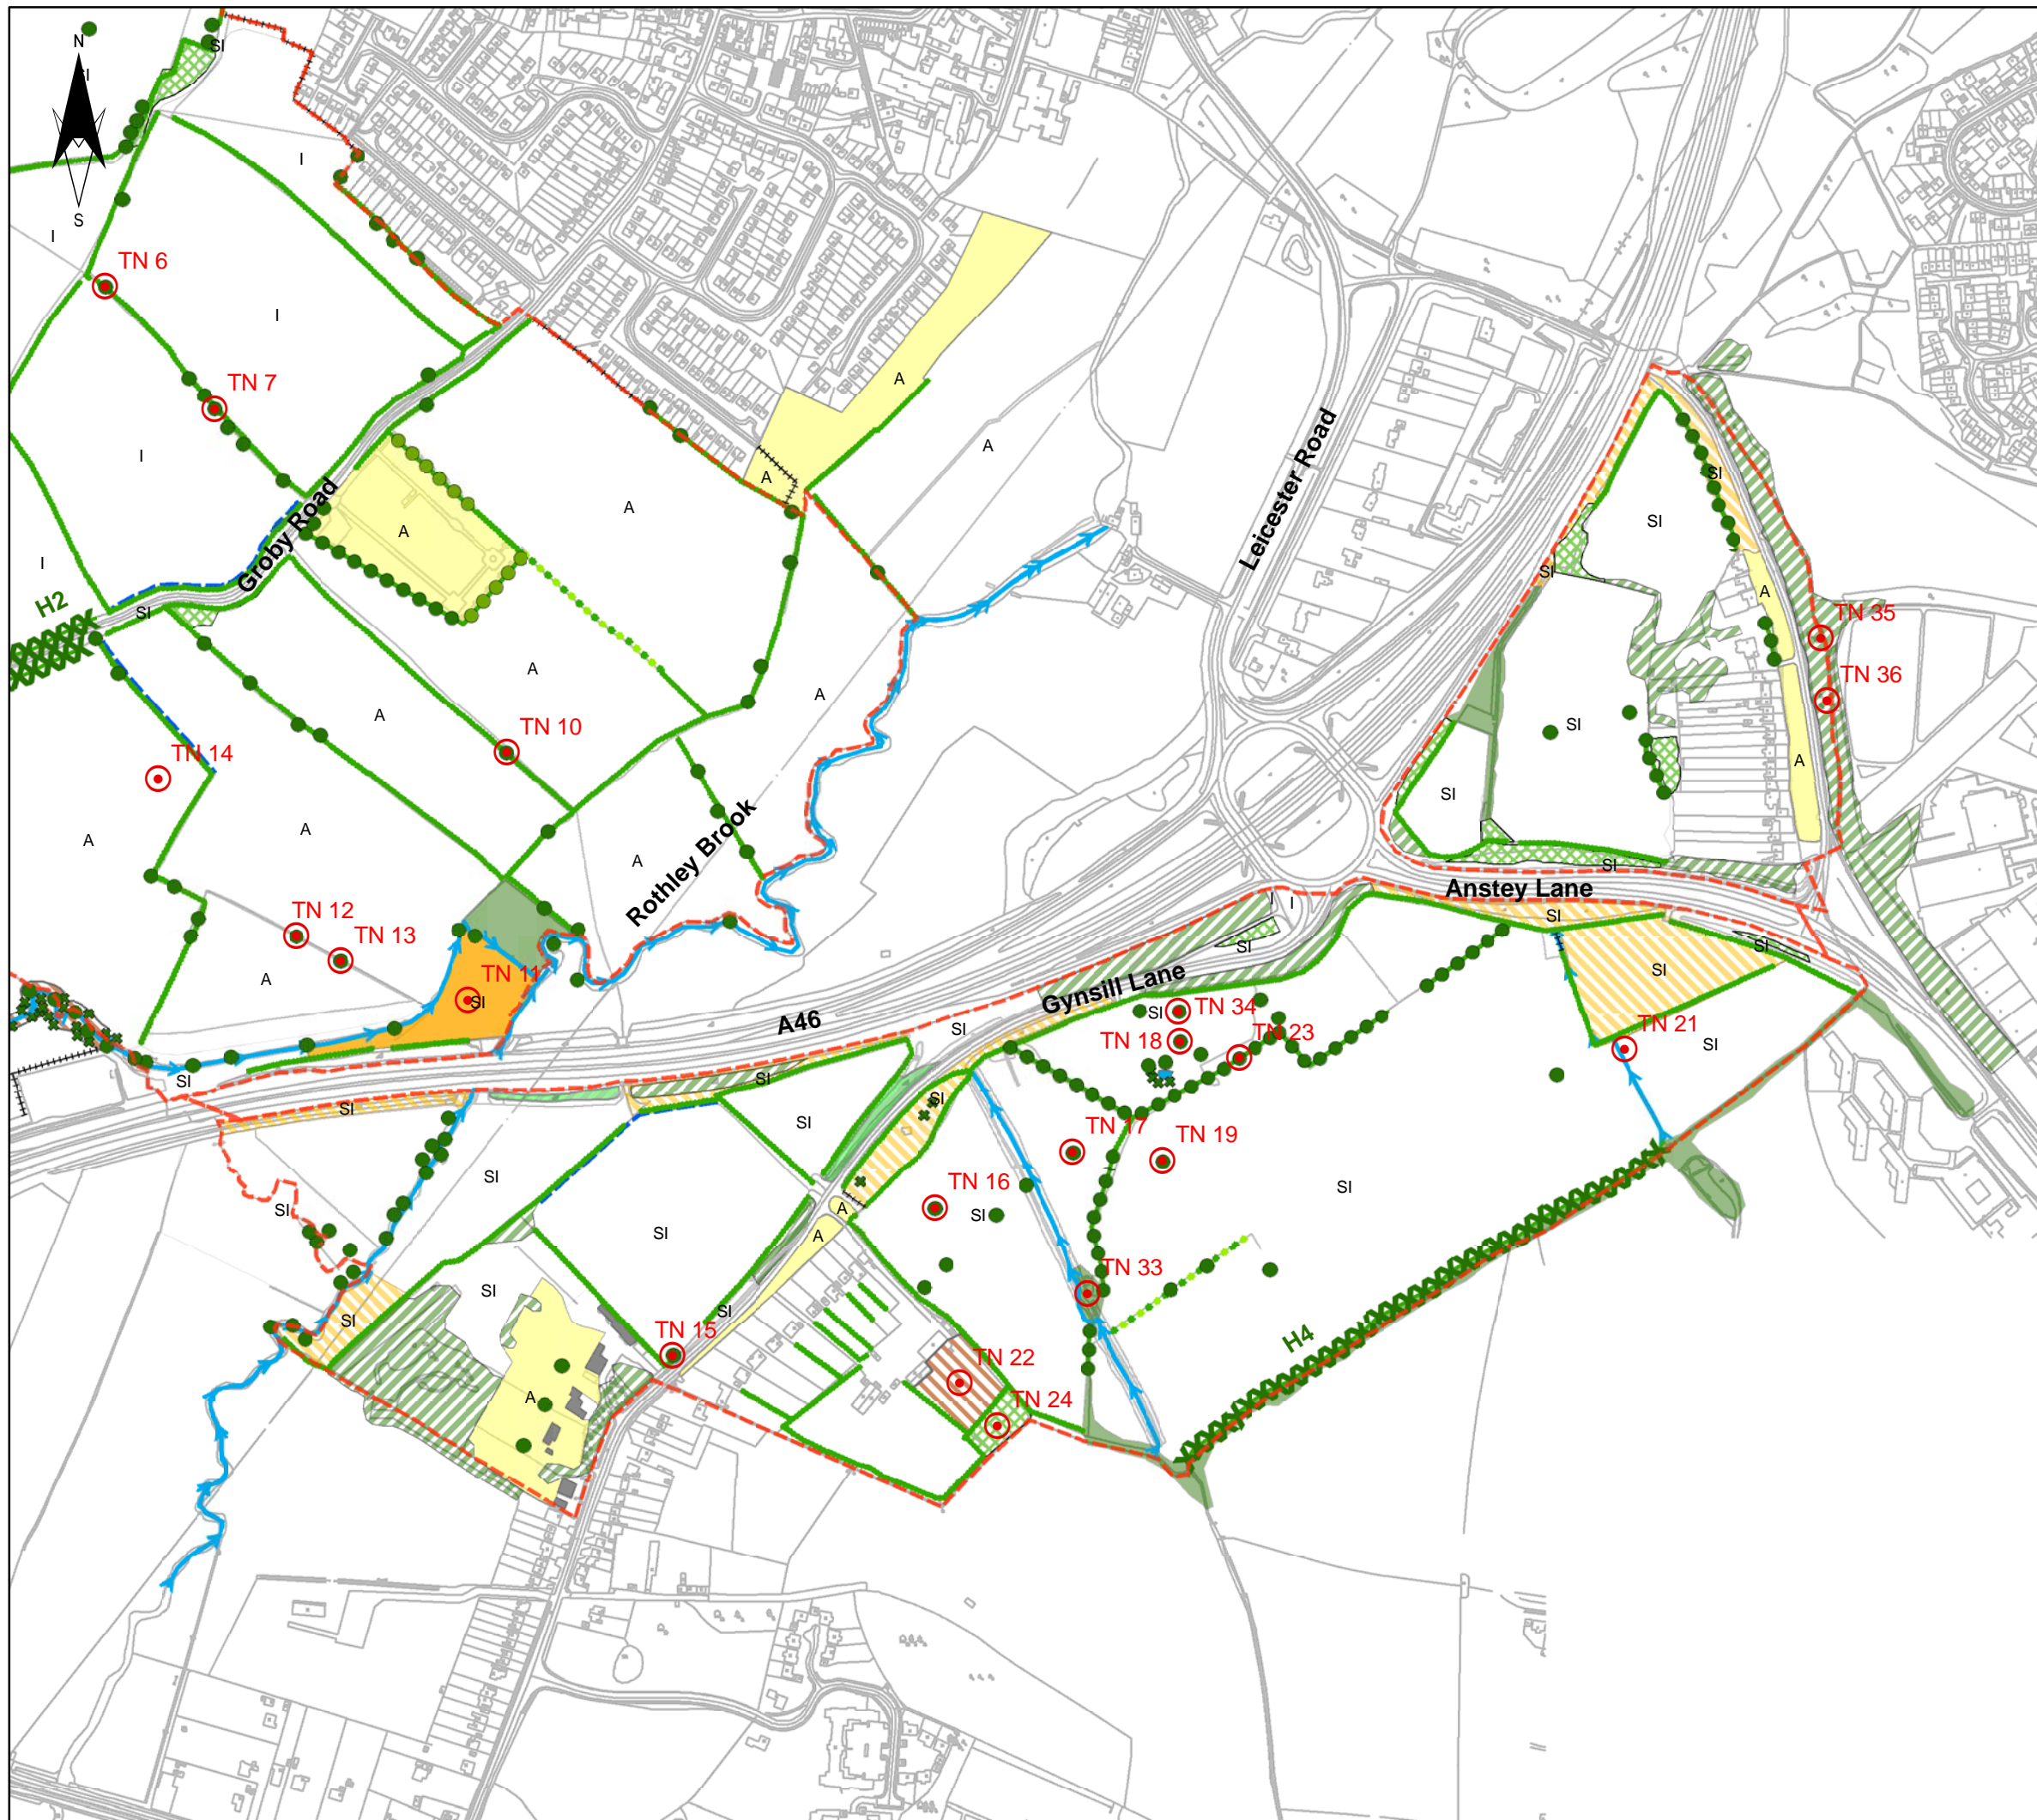 N
SI
I
I
S
I
TN 6
I
TN 7
A
A
I
A
SI
A
A
A
SI
Leicester Road
Groby Road
I
SI
H2
A
SI
TN 35
A
TN 36
A
A
SI
TN 10
TN 14
A
SI
A
A
A
Rothley Brook
SI
Anstey Lane
I
I
SI
TN 12
TN 13
SI
SI
A
TN 11
SI
SI
Gynsill Lane
TN 34
SI
A46
SI
TN 18
TN 23
TN 21
SI
SI
SI
SI
SI
SI
TN 17
TN 19
SI
TN 16
SI
SI
SI
A
SI
A
TN 33
SI
SI
SI
TN 15
H4
TN 22
A
TN 24